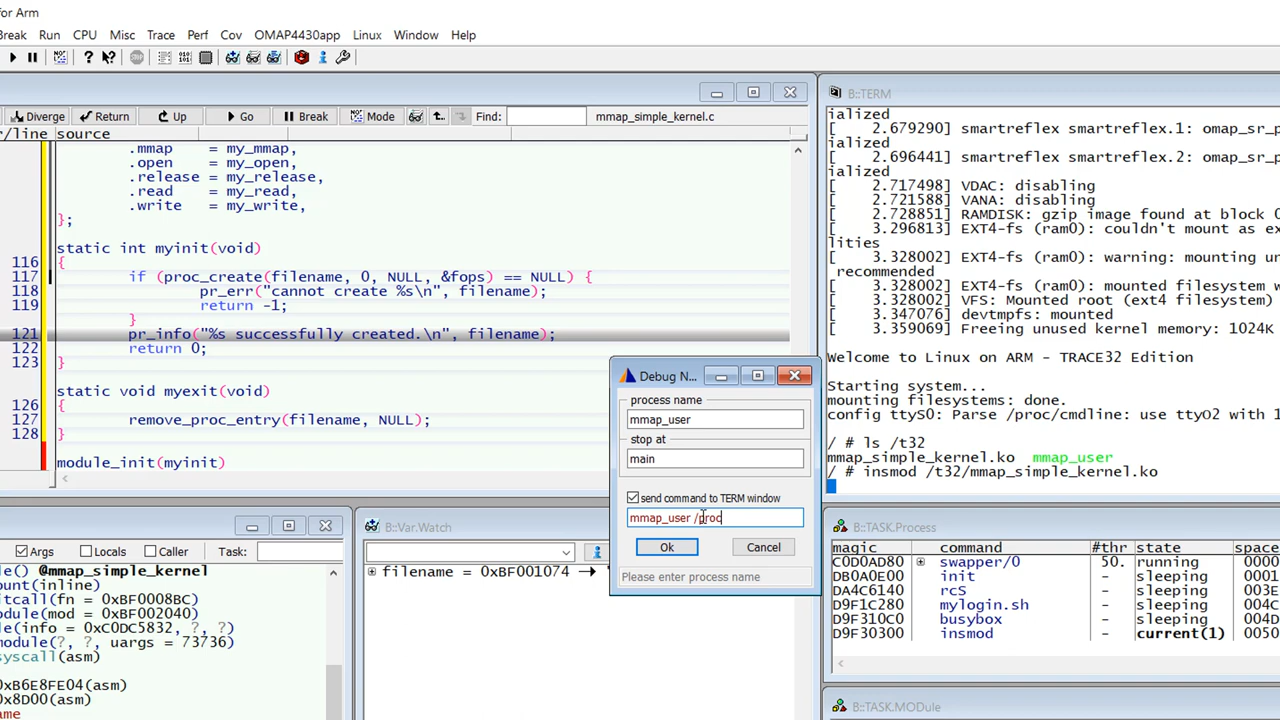 for Arm
Break Run CPU Misc Trace Perf Cov OMAP4430app Linux Window Help
Diverge Return Up Go Break Mode Find: mmap_simple_kernel.c
r/line source
.mmap = my_mmap,
.open = my_open,
.release = my_release,
.read = my_read,
.write = my_write,
};
static int myinit(void)
116 {
117 if (proc_create(filename, 0, NULL, &fops) == NULL) {
118 pr_err("cannot create %s\n", filename);
119 return -1;
}
121 pr_info("%s successfully created.\n", filename);
122 return 0;
123 }
static void myexit(void)
126 {
127 remove_proc_entry(filename, NULL);
128 }
module_init(myinit)
B::TERM
ialized
[ 2.679290] smartreflex smartreflex.1: omap_sr_p
ialized
[ 2.696441] smartreflex smartreflex.2: omap_sr_p
ialized
[ 2.717498] VDAC: disabling
[ 2.721588] VANA: disabling
[ 2.728851] RAMDISK: gzip image found at block 0
[ 3.296813] EXT4-fs (ram0): couldn't mount as ex
lities
[ 3.328002] EXT4-fs (ram0): warning: mounting un
recommended
[ 3.328002] EXT4-fs (ram0): mounted filesystem w
[ 3.328002] VFS: Mounted root (ext4 filesystem)
[ 3.347076] devtmpfs: mounted
[ 3.359069] Freeing unused kernel memory: 1024K
Welcome to Linux on ARM - TRACE32 Edition
Starting system...
mounting filesystems: done.
config ttyS0: Parse /proc/cmdline: use ttyO2 with 1
/ # ls /t32
mmap_simple_kernel.ko mmap_user
/ # insmod /t32/mmap_simple_kernel.ko
Debug N...
process name
mmap_user
stop at
main
send command to TERM window
mmap_user /proc
Ok Cancel
Please enter process name
Args Locals Caller Task:
le() @mmap_simple_kernel
ount(inline)
itcall(fn = 0xBF0008BC)
odule(mod = 0xBF002040)
le(info = 0xC0DC5832, ?, ?)
module(?, ?, uargs = 73736)
syscall(asm)
0xB6E8FE04(asm)
0x8D00(asm)
ame
B::Var.Watch
filename = 0xBF001074 →
B::TASK.Process
magic command #thr state space
C0D0AD80 swapper/0 50. running 0000
DB0A0E00 init - sleeping 0001
DA4C6140 rcS - sleeping 003E
D9F1C280 mylogin.sh - sleeping
D9F310C0 busybox - sleeping
D9F30300 insmod - current(1) 0050
B::TASK.MODule